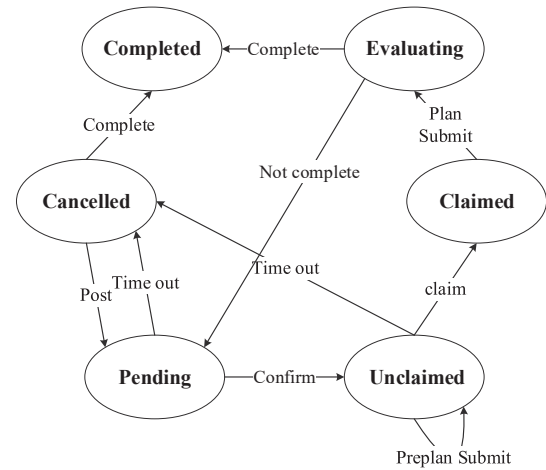 Completed
Complete
Evaluating
Complete
Plan
Submit
Not complete
Cancelled
Claimed
Time out
Post
Time out
claim
Pending
Confirm
Unclaimed
Preplan Submit